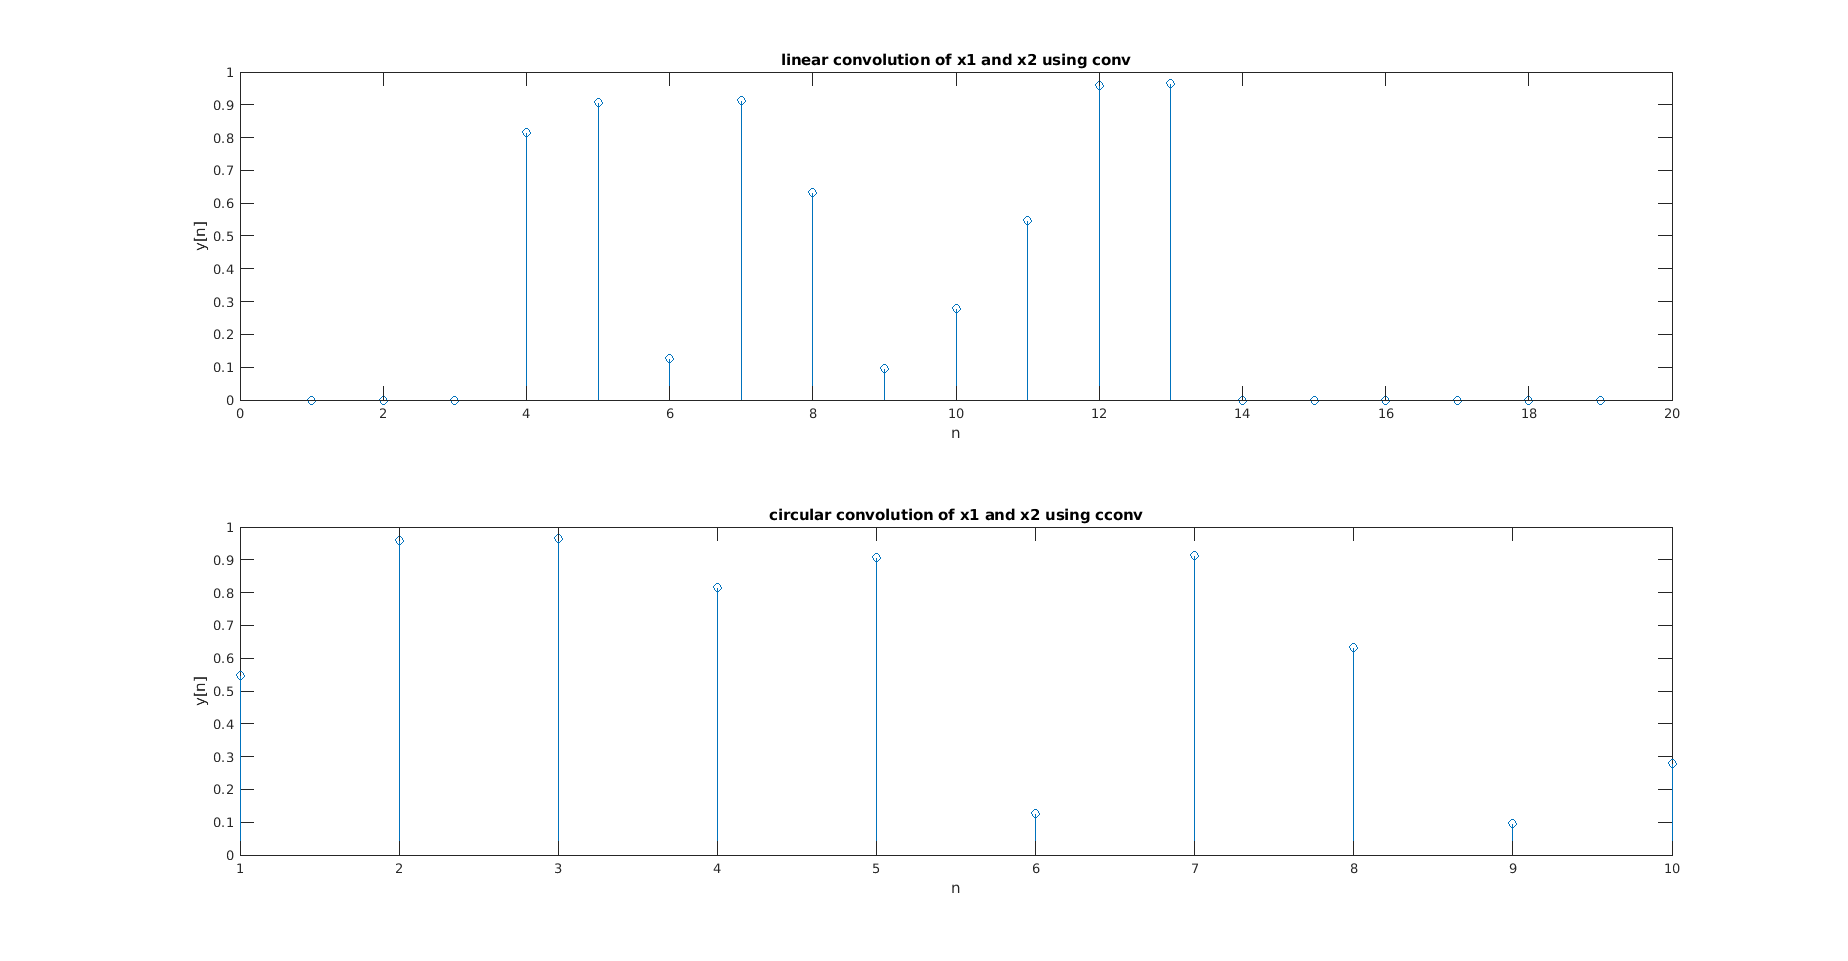 linear convolution of x1 and x2 using conv
1
0.9
0.8
0.7
0.6
0.5
0.4
0.3
0.2
0.1
0
y[n]
0 2 4 6 8 10 12 14 16 18 20
n
circular convolution of x1 and x2 using cconv
1
0.9
0.8
0.7
0.6
0.5
0.4
0.3
0.2
0.1
0
y[n]
1 2 3 4 5 6 7 8 9 10
n